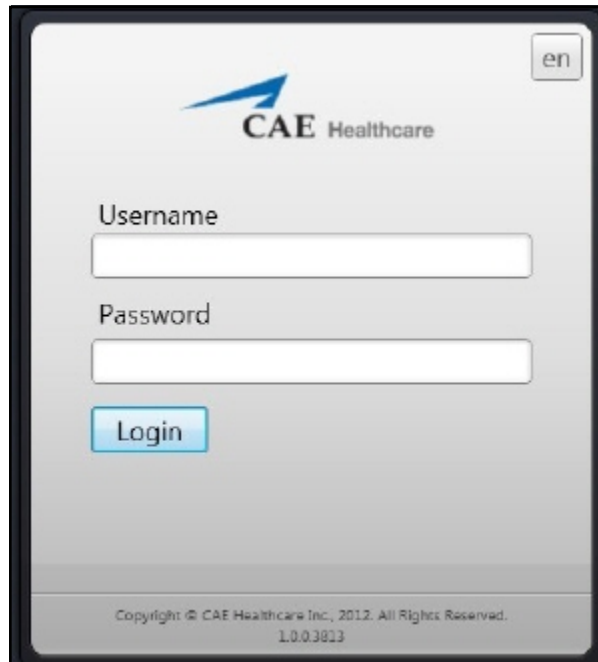 en
CAE Healthcare
Username
Password
Login
Copyright © CAE Healthcare Inc., 2012. All Rights Reserved.
1.0.0.3813